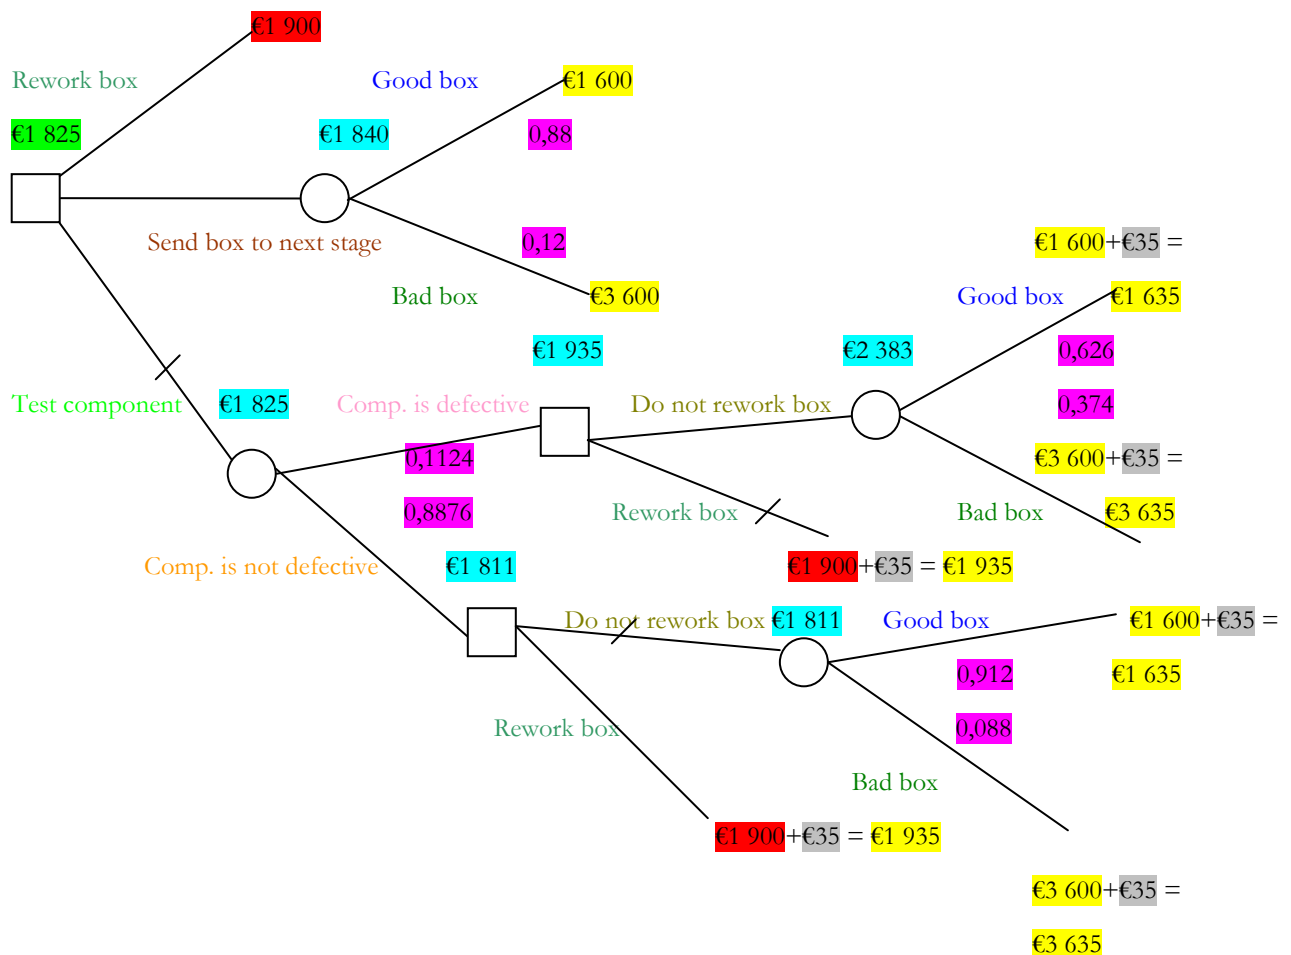 €1 900
Rework box Good box €1 600
€1 825 €1 840 0,88
Send box to next stage 0,12 €1 600+€35 =
Bad box €3 600 Good box €1 635
€1 935 €2 383 0,626
Test component €1 825 Comp. is defective Do not rework box 0,374
0,1124 €3 600+€35 =
0,8876 Rework box Bad box €3 635
Comp. is not defective €1 811 €1 900+€35 = €1 935
Do not rework box €1 811 Good box €1 600+€35 =
0,912 €1 635
Rework box 0,088
Bad box
€1 900+€35 = €1 935
€3 600+€35 =
€3 635